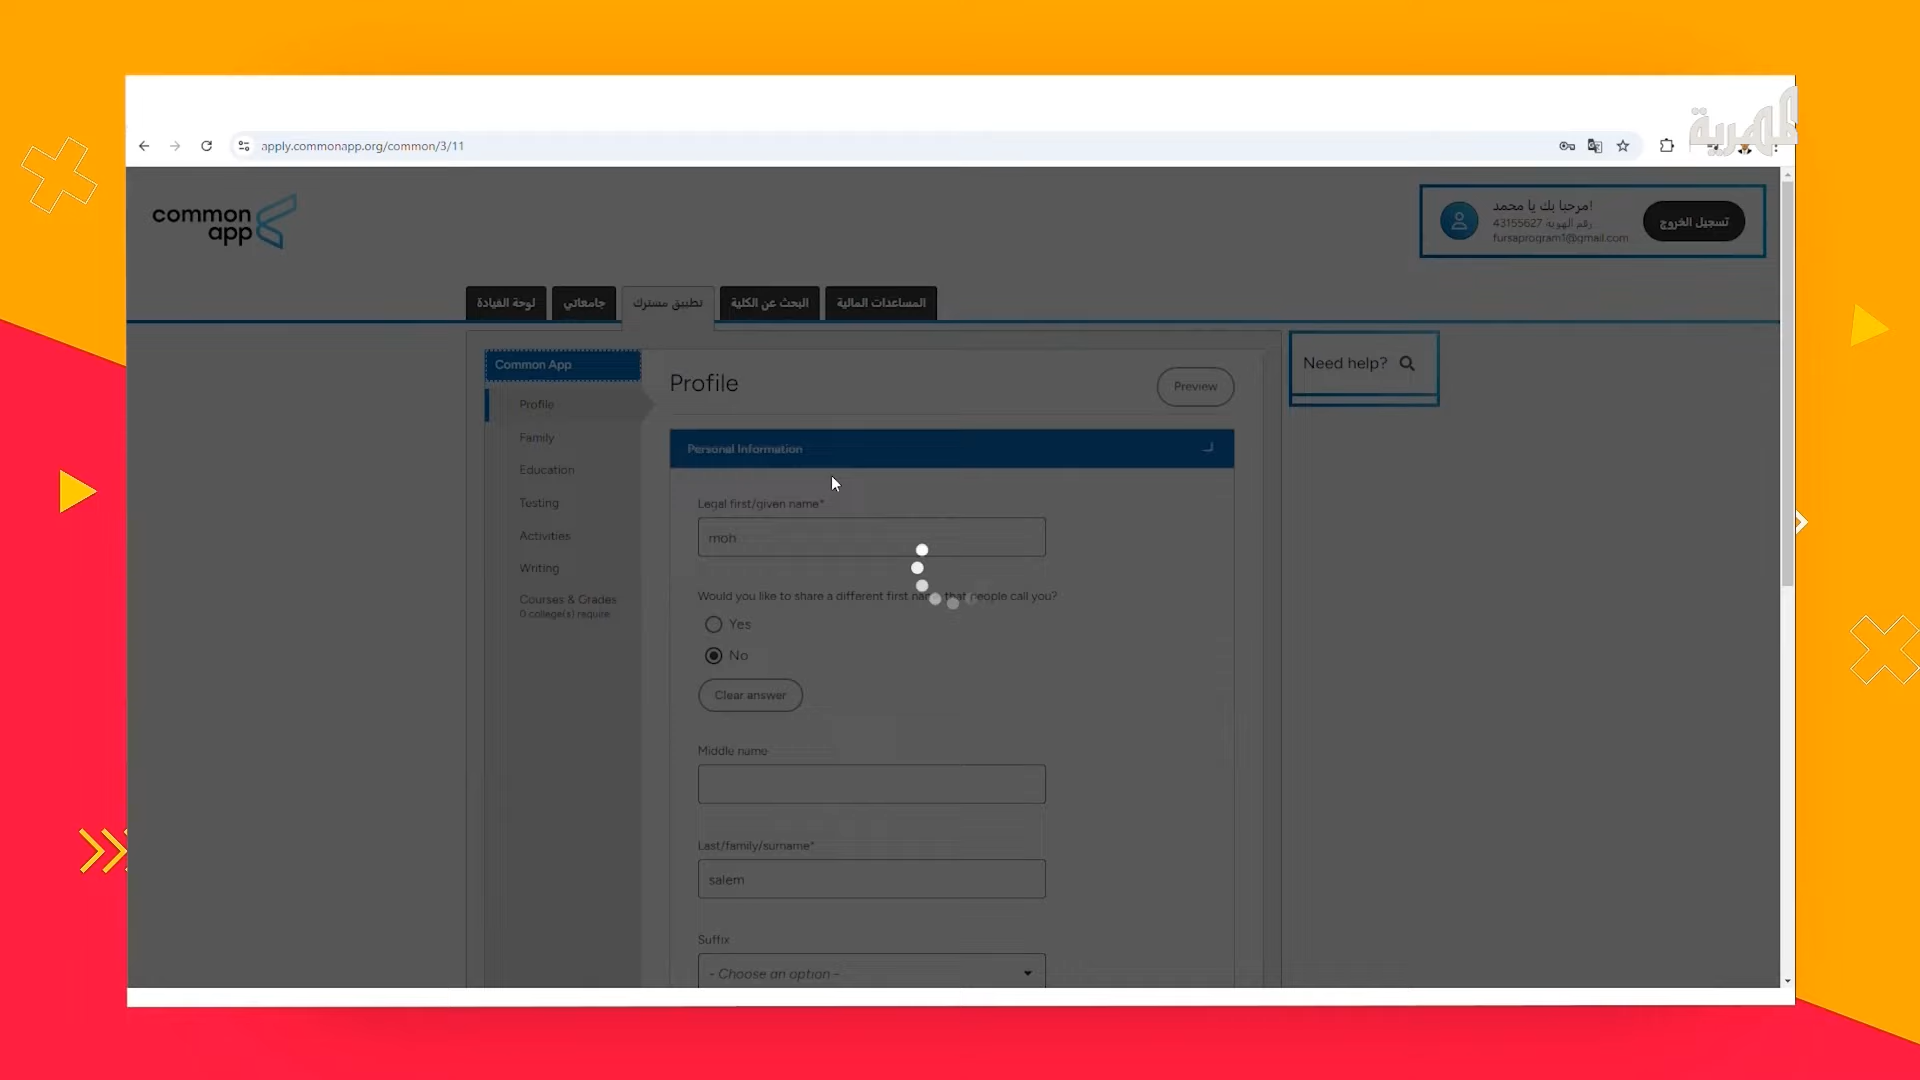 المهرية
apply.commonapp.org/common/3/11
common
app
مرحبا بك يا محمد!
رقم الهوية 43155627
fursaprogram1@gmail.com
تسجيل الخروج
لوحة القيادة
جامعاتي
تطبيق مشترك
البحث عن الكلية
المساعدات المالية
Common App
Profile
Family
Education
Testing
Activities
Writing
Courses & Grades
0 college(s) require
Profile
Preview
Personal Information
Legal first/given name*
moh
Would you like to share a different first name that people call you?
Yes
No
Clear answer
Middle name
Last/family/surname*
salem
Suffix
- Choose an option -
Need help?